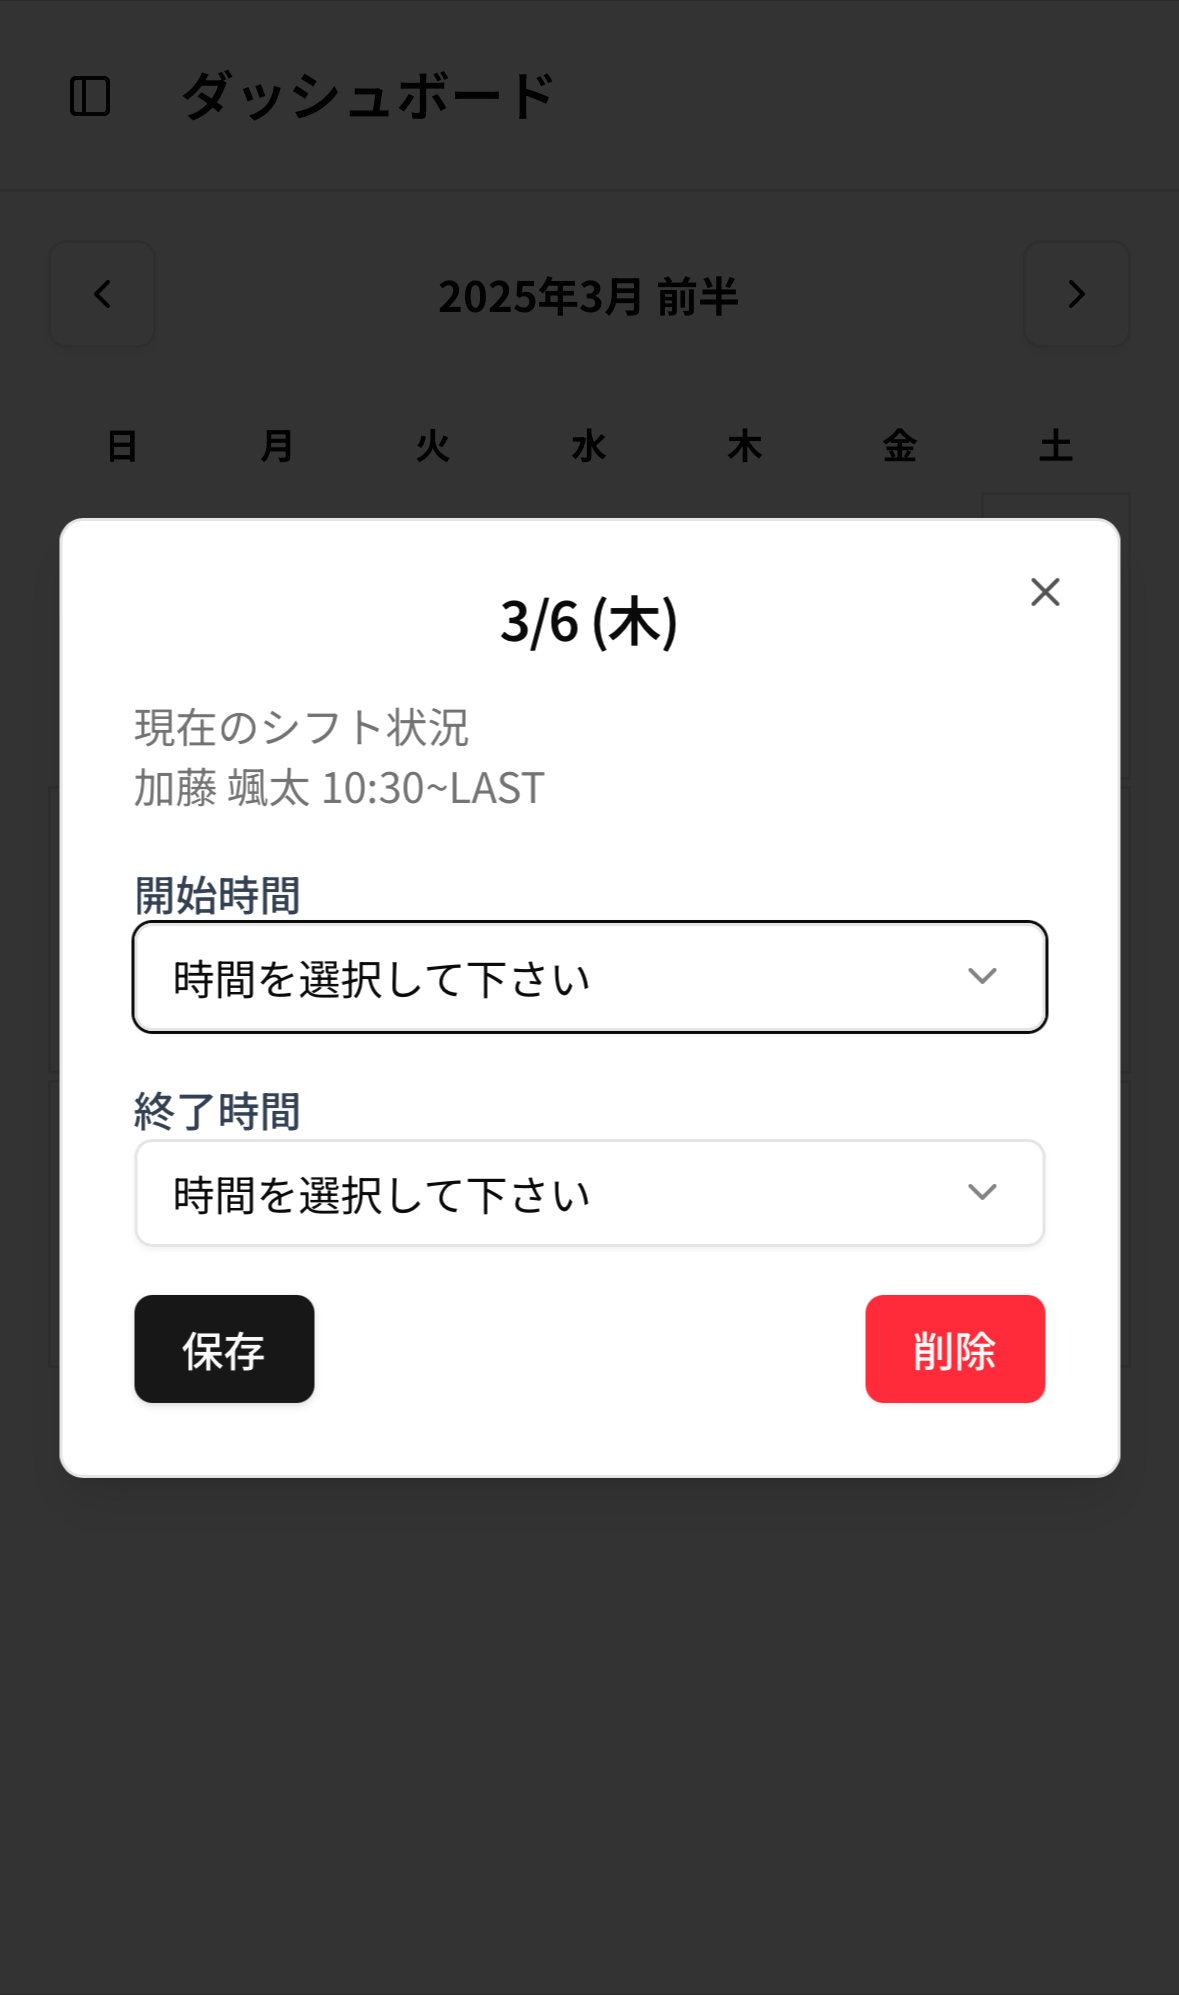 ダッシュボード
2025年3月 前半
日 月 火 水 木 金 土
3/6 (木)
現在のシフト状況
加藤 颯太 10:30~LAST
開始時間
時間を選択して下さい
終了時間
時間を選択して下さい
保存 削除